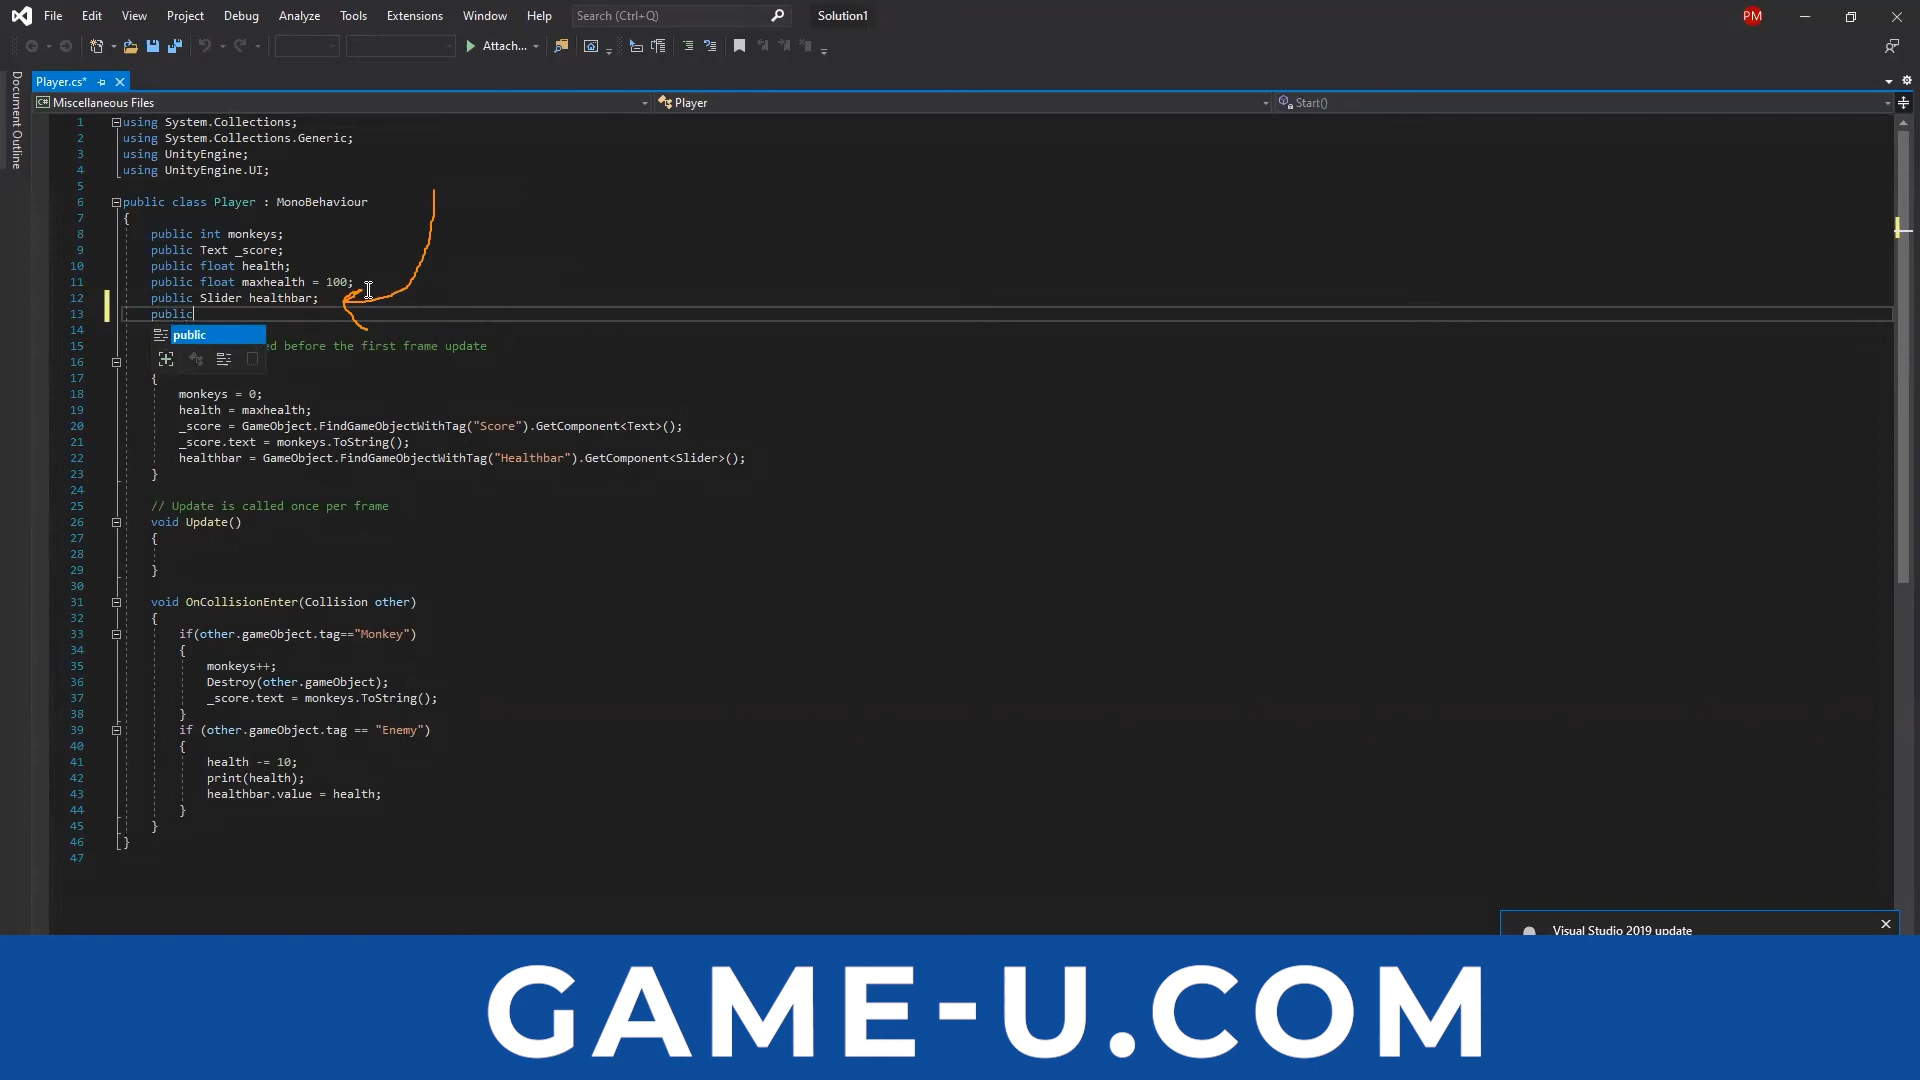 File Edit View Project Debug Analyze Tools Extensions Window Help Search (Ctrl+Q) Solution1 PM
Attach...
Document Outline
Player.cs*
Miscellaneous Files Player Start()
1 using System.Collections;
2 using System.Collections.Generic;
3 using UnityEngine;
4 using UnityEngine.UI;
5
6 public class Player : MonoBehaviour
7 {
8 public int monkeys;
9 public Text _score;
10 public float health;
11 public float maxhealth = 100;
12 public Slider healthbar;
13 public
14 public
15 ed before the first frame update
16
17 {
18 monkeys = 0;
19 health = maxhealth;
20 _score = GameObject.FindGameObjectWithTag("Score").GetComponent<Text>();
21 _score.text = monkeys.ToString();
22 healthbar = GameObject.FindGameObjectWithTag("Healthbar").GetComponent<Slider>();
23 }
24
25 // Update is called once per frame
26 void Update()
27 {
28
29 }
30
31 void OnCollisionEnter(Collision other)
32 {
33 if(other.gameObject.tag=="Monkey")
34 {
35 monkeys++;
36 Destroy(other.gameObject);
37 _score.text = monkeys.ToString();
38 }
39 if (other.gameObject.tag == "Enemy")
40 {
41 health -= 10;
42 print(health);
43 healthbar.value = health;
44 }
45 }
46 }
47
Visual Studio 2019 update
GAME-U.COM